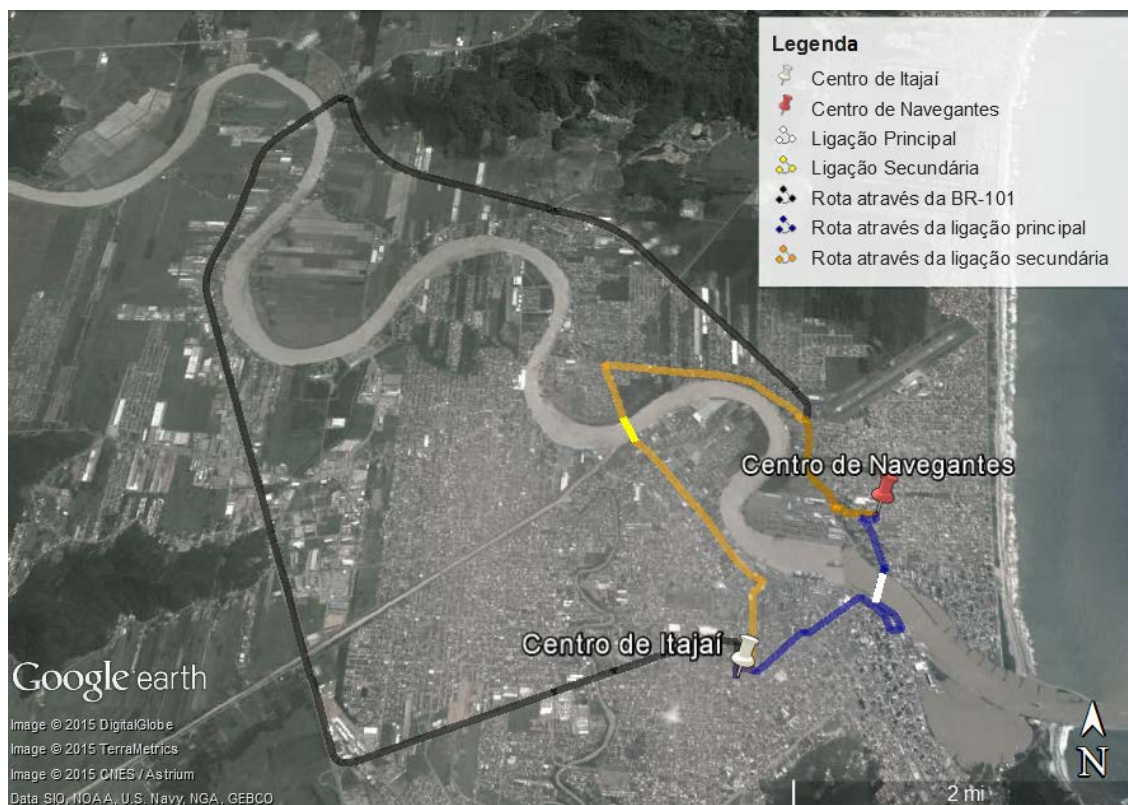 Legenda
Centro de Itajaí
Centro de Navegantes
Ligação Principal
Ligação Secundária
Rota através da BR-101
Rota através da ligação principal
Rota através da ligação secundária
Centro de Navegantes
Centro de Itajaí
Google earth
Image © 2015 DigitalGlobe
Image © 2015 TerraMetrics
Image © 2015 CNES / Astrium
Data SIO, NOAA, U.S. Navy, NGA, GEBCO
N
2 mi